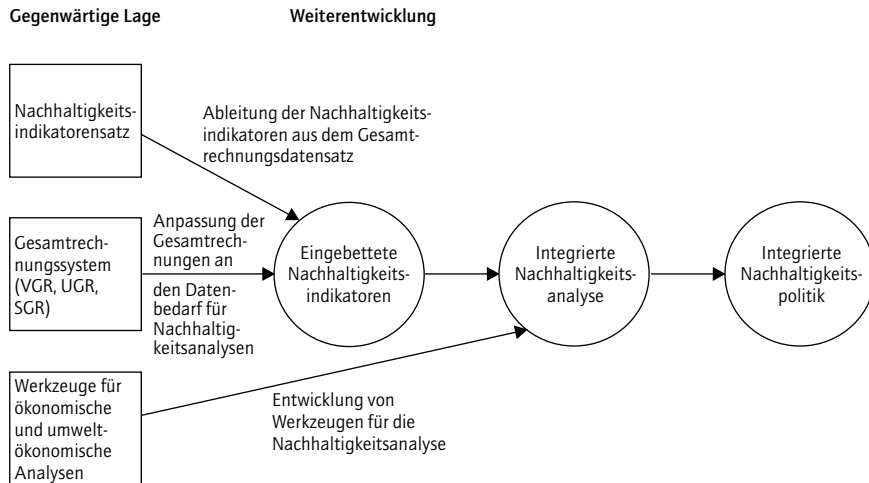 Gegenwärtige Lage
Weiterentwicklung
Nachhaltigkeits-
indikatorensatz
Ableitung der Nachhaltigkeits-
indikatoren aus dem Gesamt-
rechnungsdatensatz
Gesamtrech-
nungssystem
(VGR, UGR,
SGR)
Anpassung der
Gesamtrech-
nungen an
den Daten-
bedarf für
Nachhaltig-
keitsanalysen
Eingebettete
Nachhaltigkeits-
indikatoren
Integrierte
Nachhaltigkeits-
analyse
Integrierte
Nachhaltigkeits-
politik
Werkzeuge für
ökonomische
und umwelt-
ökonomische
Analysen
Entwicklung von
Werkzeugen für die
Nachhaltigkeitsanalyse